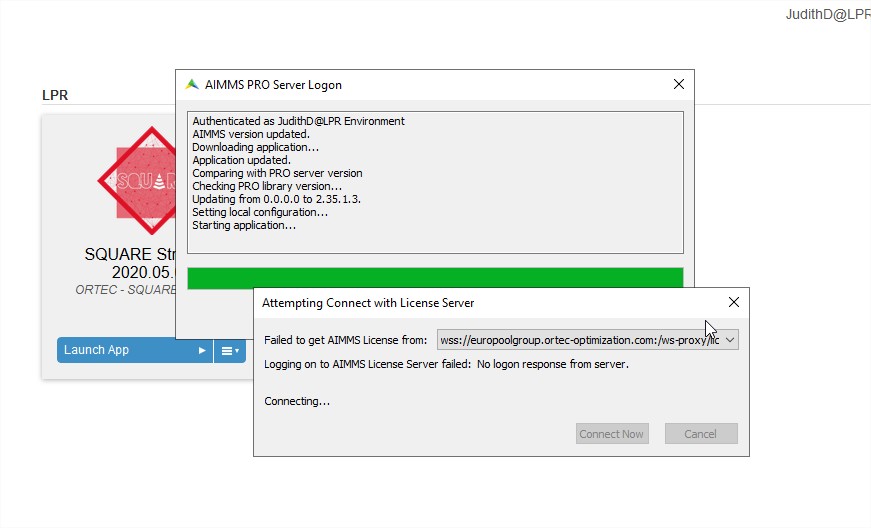 JudithD@LPR
LPR
AIMMS PRO Server Logon
Authenticated as JudithD@LPR Environment
AIMMS version updated.
Downloading application...
Application updated.
Comparing with PRO server version
Checking PRO library version...
Updating from 0.0.0.0 to 2.35.1.3.
Setting local configuration...
Starting application...
SQUARE Str
2020.05.
ORTEC - SQUARE
Launch App
Attempting Connect with License Server
Failed to get AIMMS License from: wss://europoolgroup.ortec-optimization.com:/ws-proxy/lic
Logging on to AIMMS License Server failed: No logon response from server.
Connecting...
Connect Now Cancel